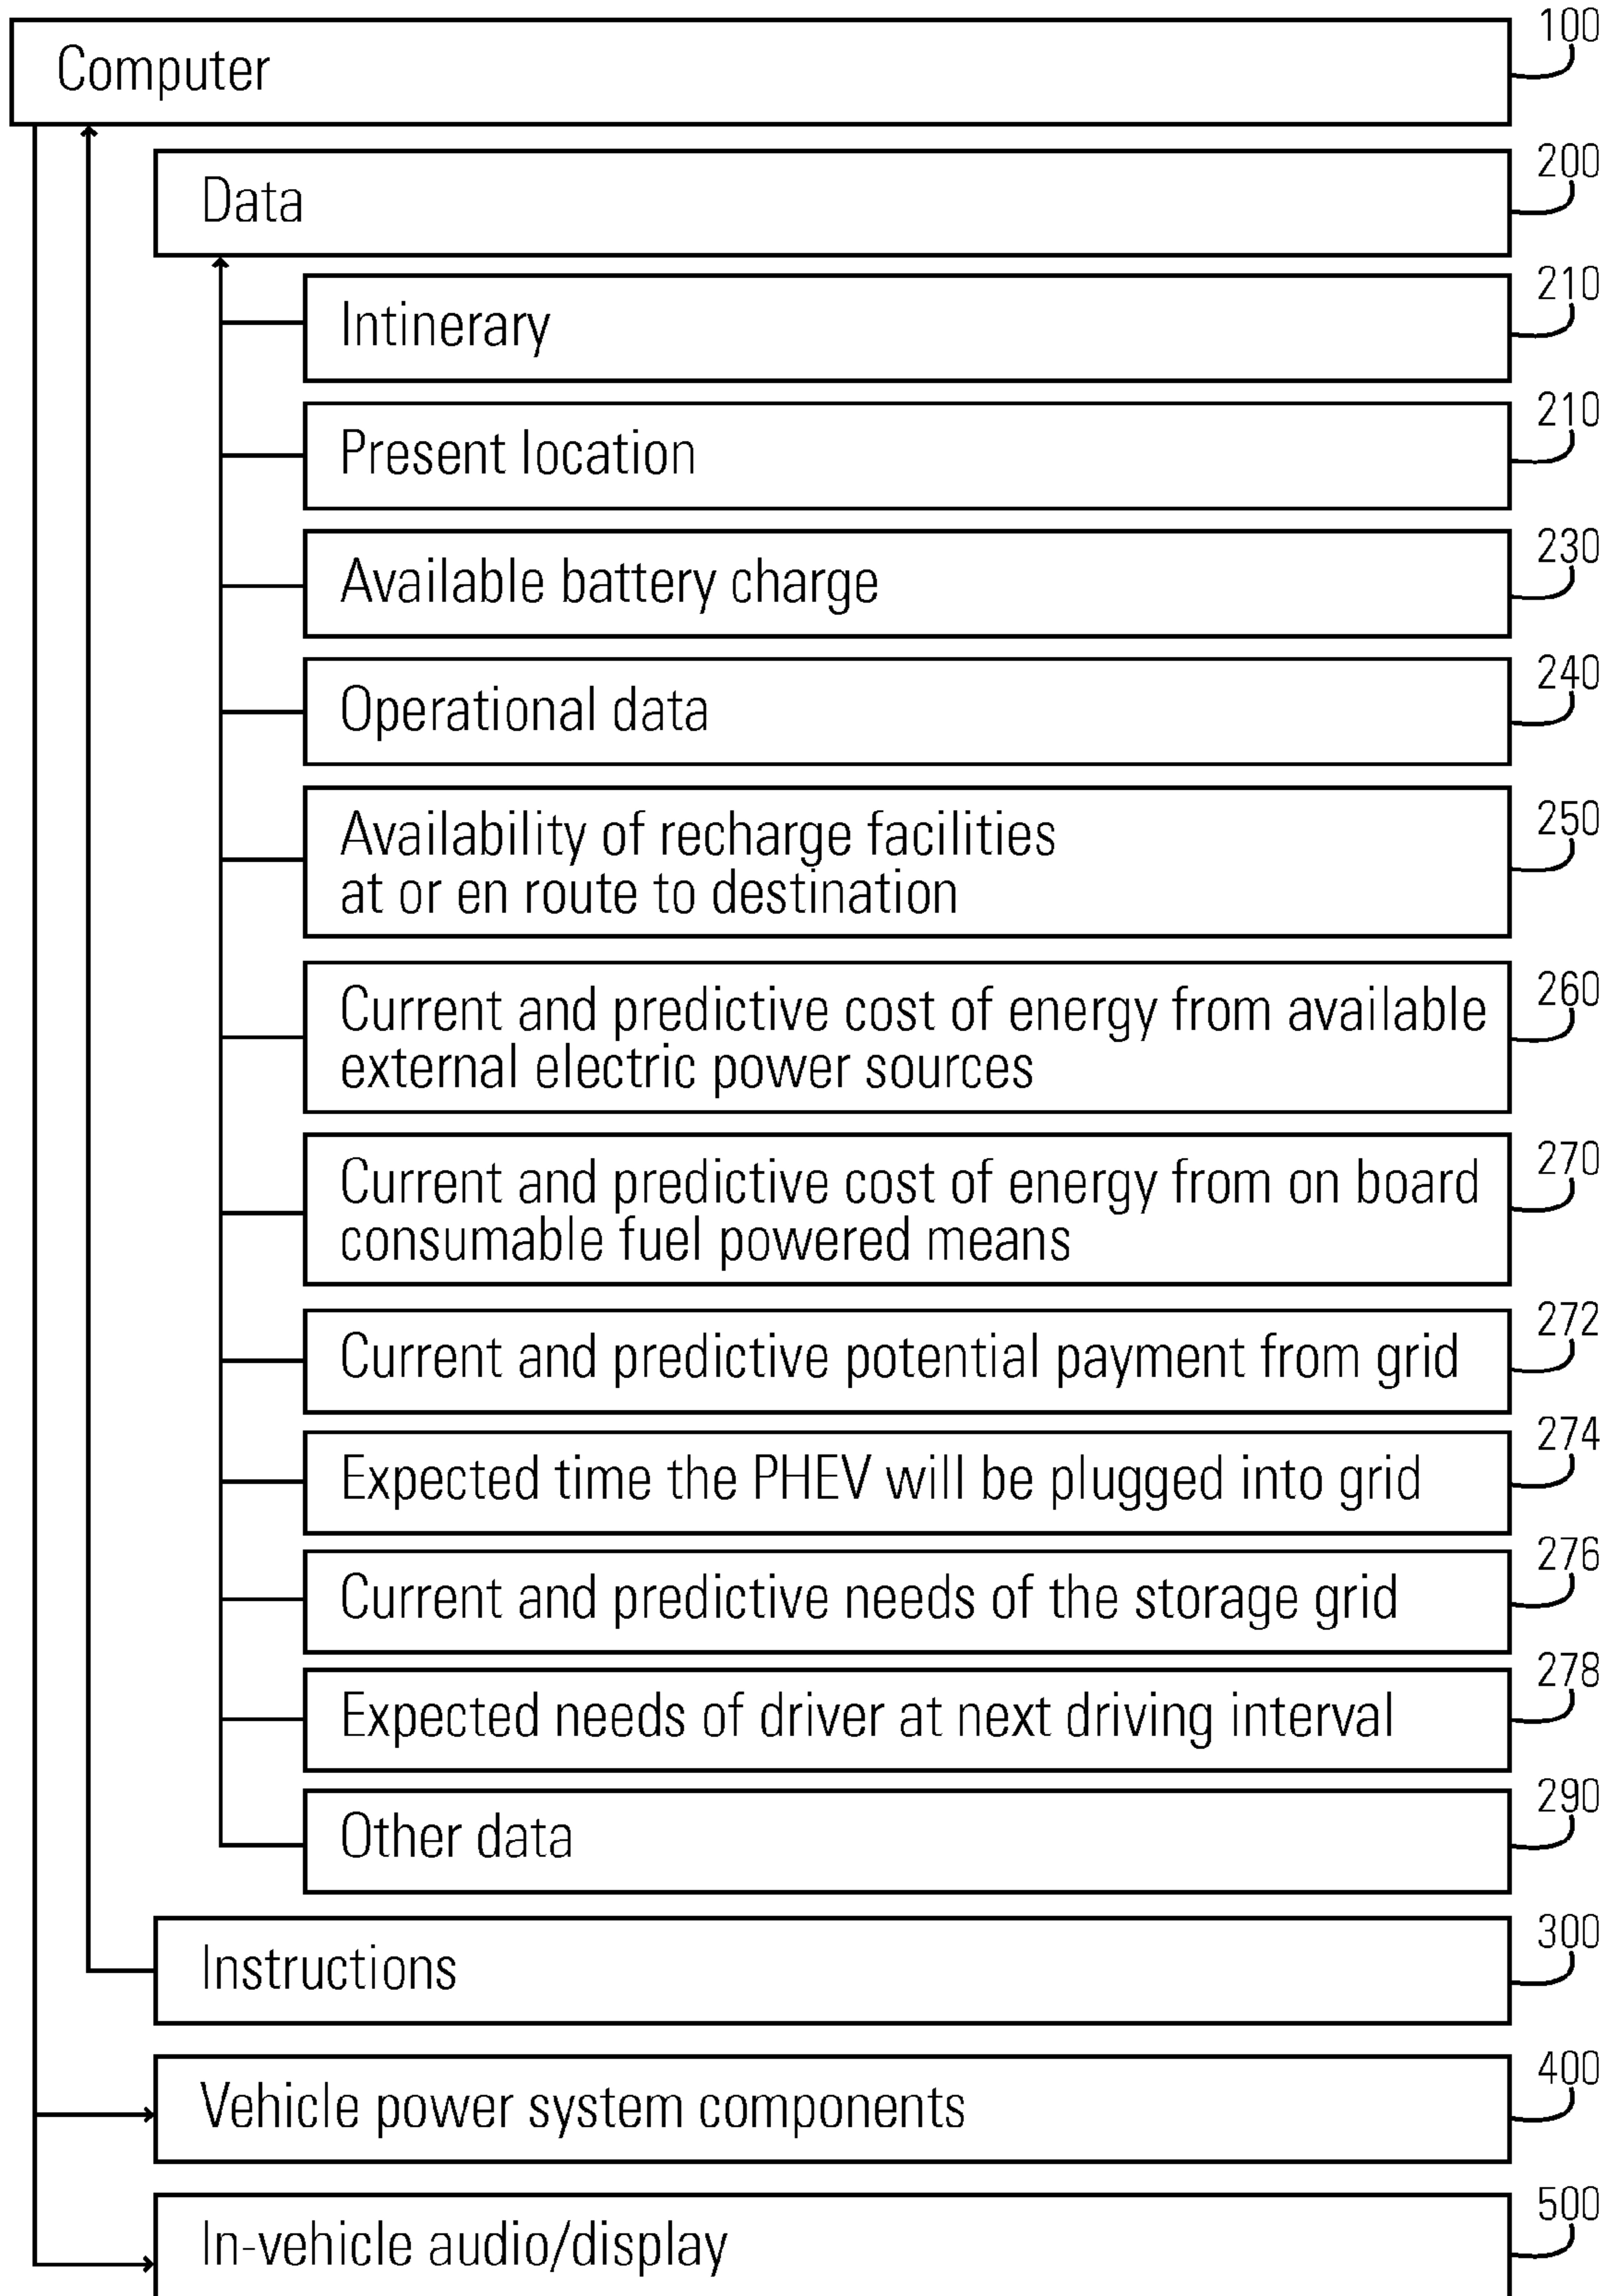 100
Computer
200
Data
210
Intinerary
210
Present location
230
Available battery charge
240
Operational data
250
Availability of recharge facilities
at or en route to destination
260
Current and predictive cost of energy from available
external electric power sources
270
Current and predictive cost of energy from on board
consumable fuel powered means
272
Current and predictive potential payment from grid
274
Expected time the PHEV will be plugged into grid
276
Current and predictive needs of the storage grid
278
Expected needs of driver at next driving interval
290
Other data
300
Instructions
400
Vehicle power system components
500
In-vehicle audio/display